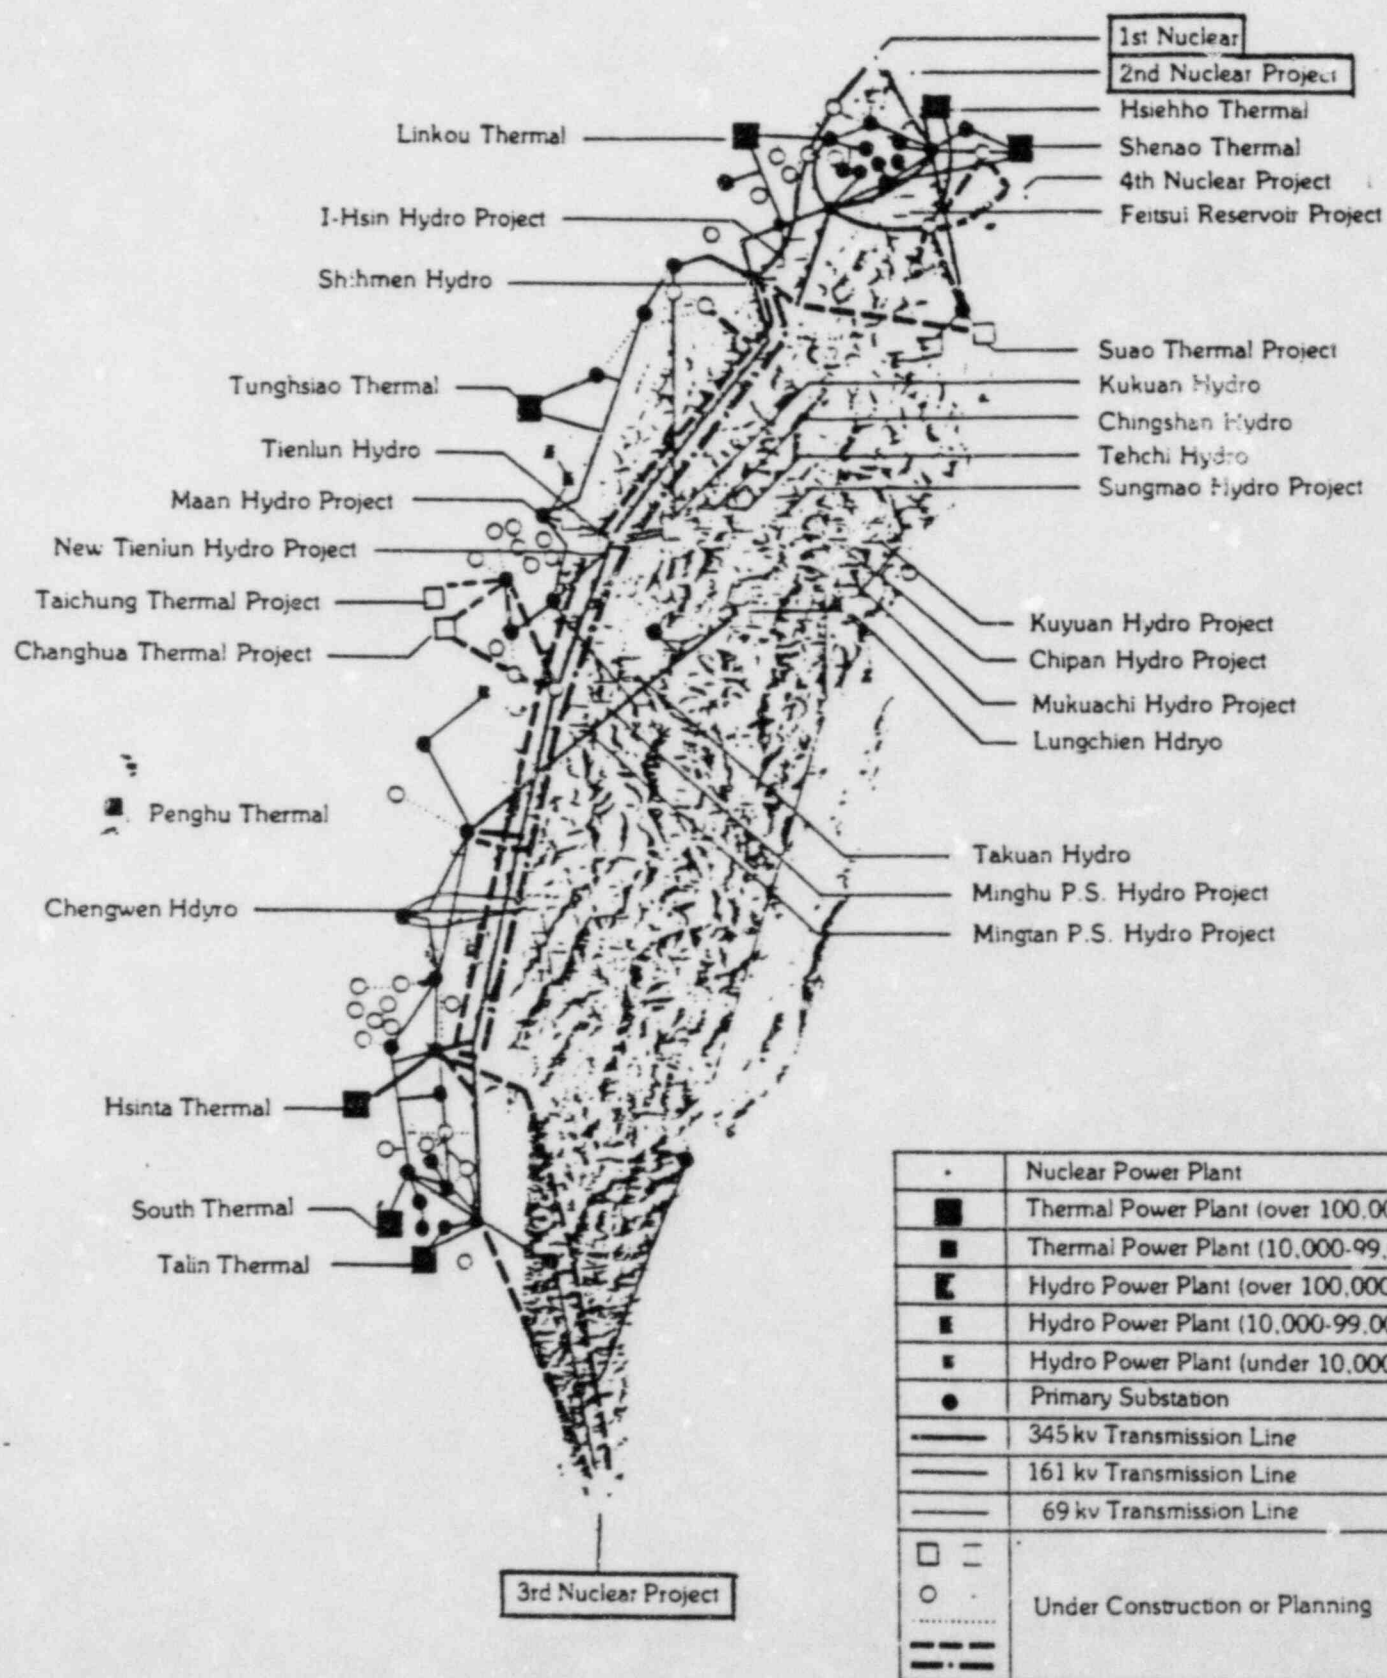 1st Nuclear
2nd Nuclear Project
Hsiehho Thermal
Linkou Thermal
Shenao Thermal
4th Nuclear Project
I-Hsin Hydro Project
Feitsui Reservoir Project
Shihmen Hydro
Suao Thermal Project
Tunghsiao Thermal
Kukuan Hydro
Chingshan Hydro
Tienlun Hydro
Tehchi Hydro
Maan Hydro Project
Sungmao Hydro Project
New Tienlun Hydro Project
Taichung Thermal Project
Kuyuan Hydro Project
Changhua Thermal Project
Chipan Hydro Project
Mukuachi Hydro Project
Lungchien Hdryo
Penghu Thermal
Takuan Hydro
Minghu P.S. Hydro Project
Chengwen Hdyro
Mingtan P.S. Hydro Project
Hsinta Thermal
South Thermal
Talin Thermal
Nuclear Power Plant
Thermal Power Plant (over 100,00
Thermal Power Plant (10,000-99,
Hydro Power Plant (over 100,000
Hydro Power Plant (10,000-99,00
Hydro Power Plant (under 10,000
Primary Substation
345 kv Transmission Line
161 kv Transmission Line
69 kv Transmission Line
Under Construction or Planning
3rd Nuclear Project